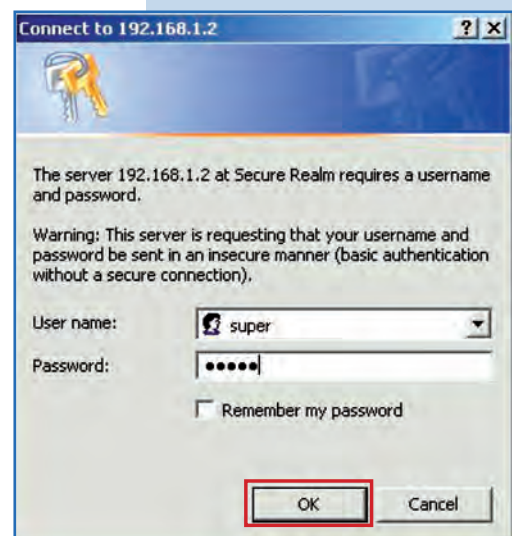 Connect to 192.168.1.2
The server 192.168.1.2 at Secure Realm requires a username
and password.
Warning: This server is requesting that your username and
password be sent in an insecure manner (basic authentication
without a secure connection).
User name:
super
Password:
•••••
Remember my password
OK
Cancel